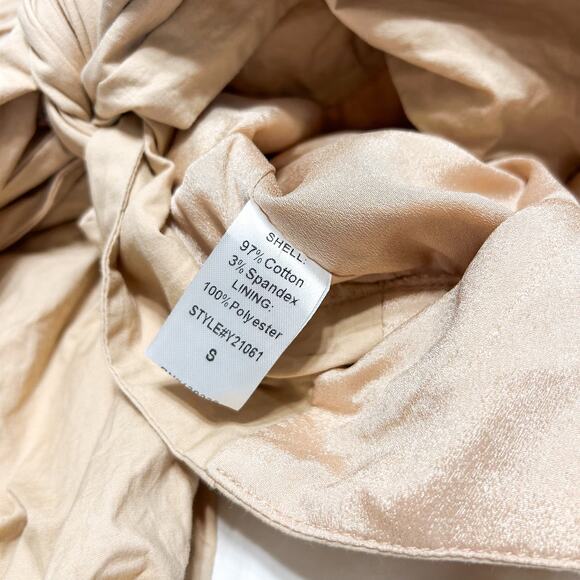 SHELL:
97% Cotton
3% Spandex
LINING:
100%Polyester
STYLE#Y21061
S